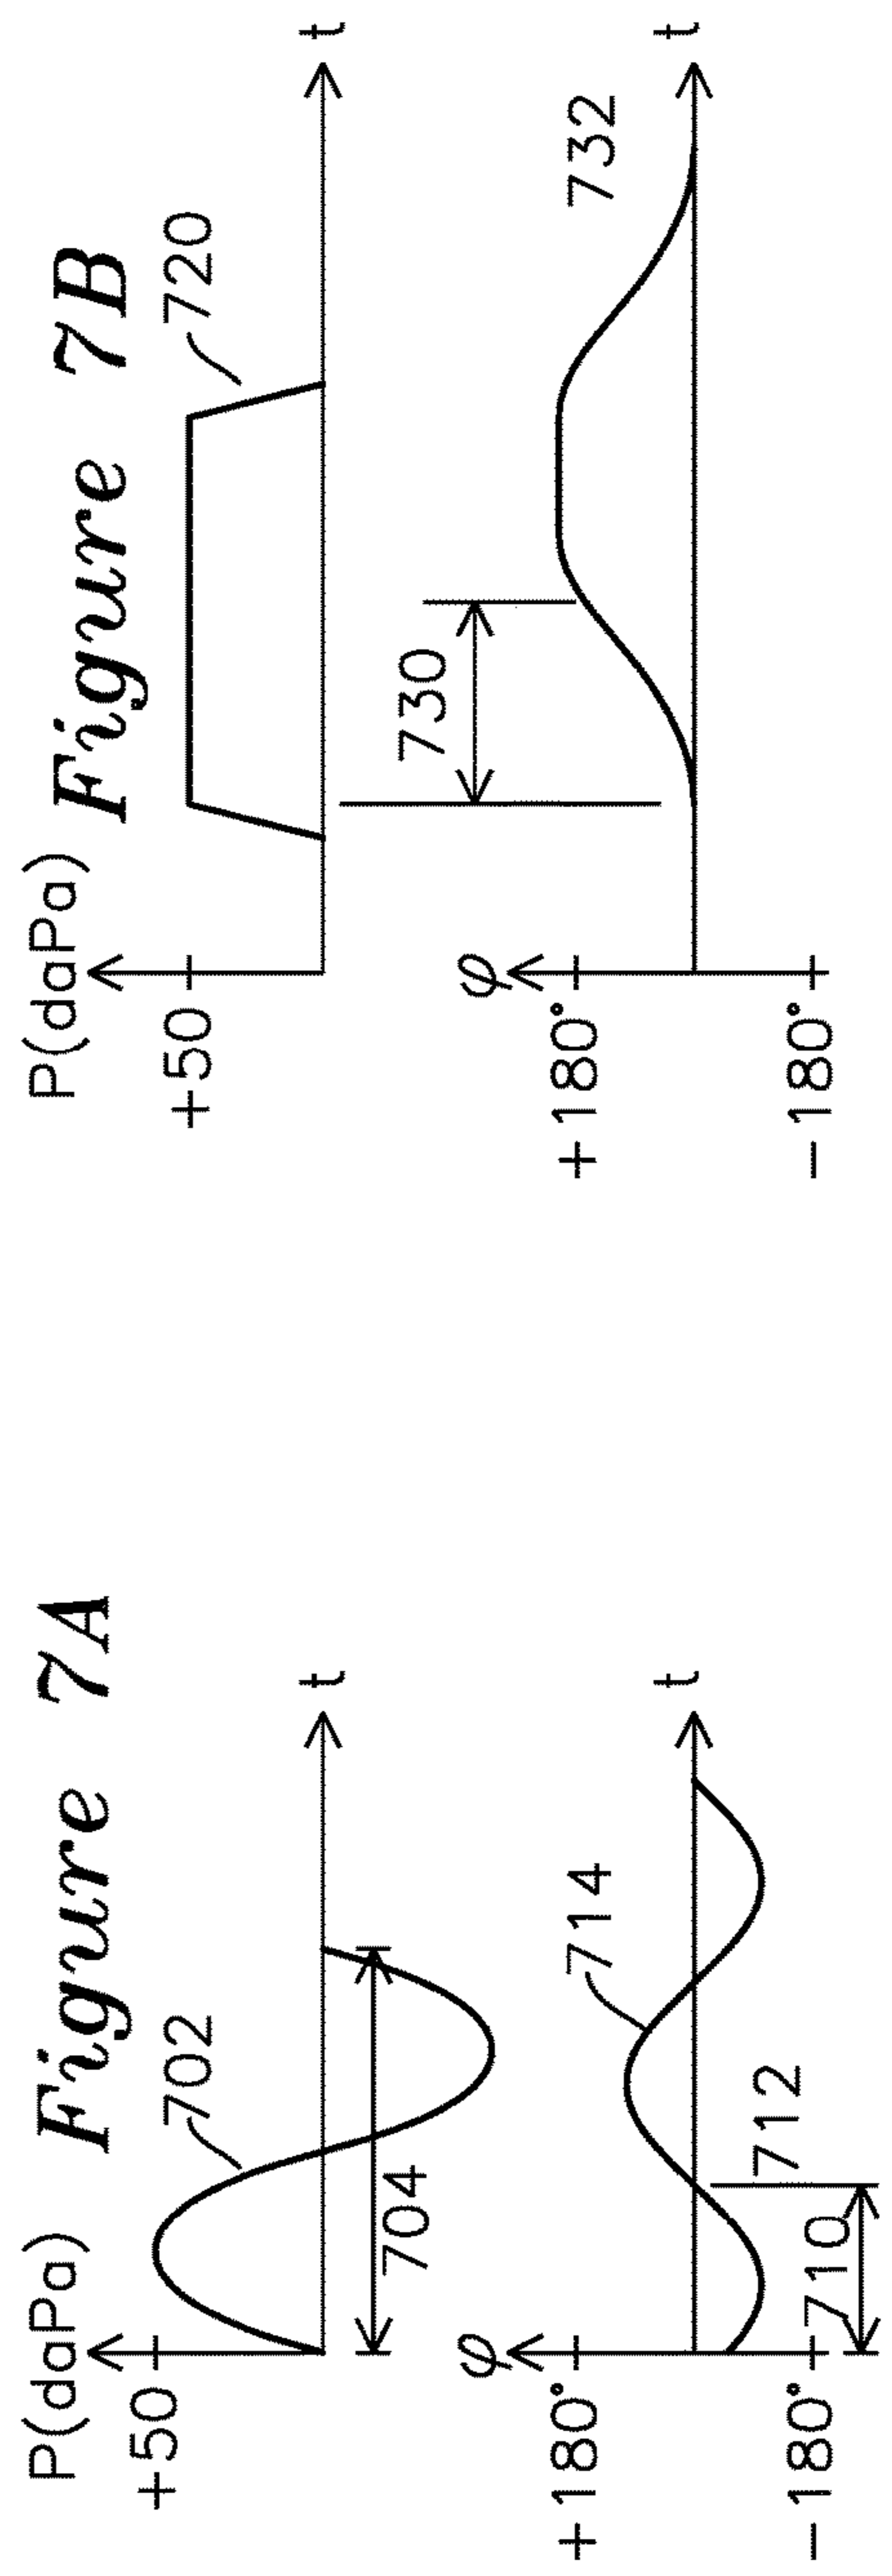 Figure 7A
P(daPa)
+50
702
t
704
φ
+180°
714
t
712
710
−180°
Figure 7B
P(daPa)
+50
720
t
730
φ
+180°
732
t
−180°